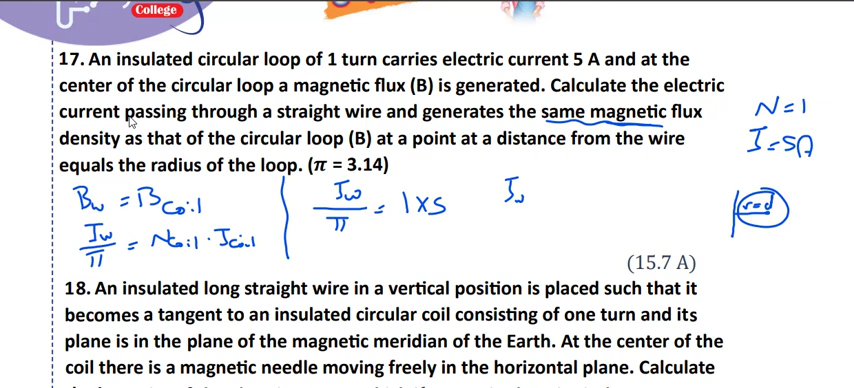 College
17. An insulated circular loop of 1 turn carries electric current 5 A and at the
center of the circular loop a magnetic flux (B) is generated. Calculate the electric
current passing through a straight wire and generates the same magnetic flux
density as that of the circular loop (B) at a point at a distance from the wire
equals the radius of the loop. (π = 3.14)
N = 1
I = 5A
r = d
Bw = Bcoil
Iw/π = Ncoil · Icoil
Iw/π = 1 × 5
Iw
(15.7 A)
18. An insulated long straight wire in a vertical position is placed such that it
becomes a tangent to an insulated circular coil consisting of one turn and its
plane is in the plane of the magnetic meridian of the Earth. At the center of the
coil there is a magnetic needle moving freely in the horizontal plane. Calculate